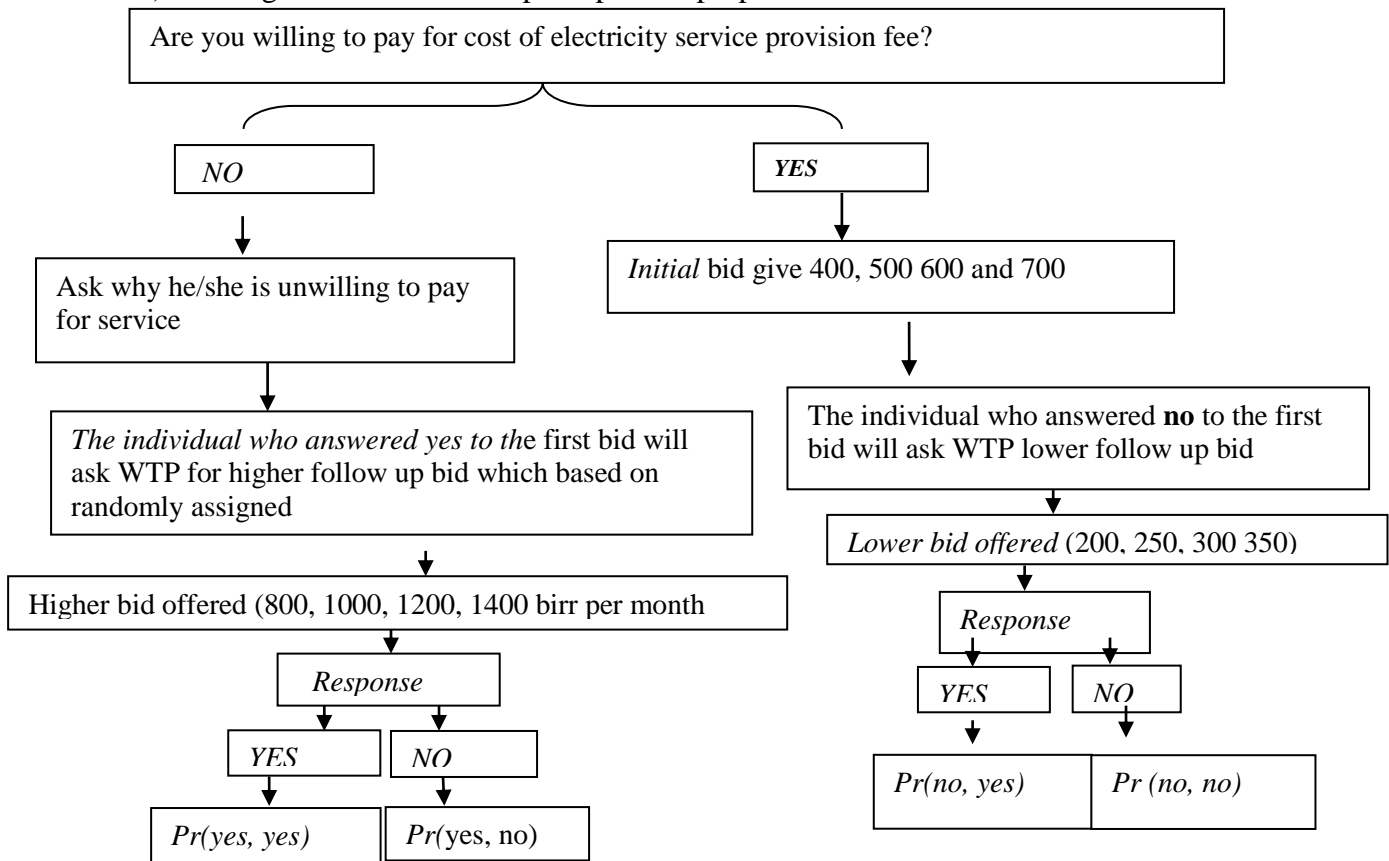 Are you willing to pay for cost of electricity service provision fee?
NO
YES
Ask why he/she is unwilling to pay
for service
Initial bid give 400, 500 600 and 700
The individual who answered yes to the first bid will
ask WTP for higher follow up bid which based on
randomly assigned
The individual who answered no to the first
bid will ask WTP lower follow up bid
Lower bid offered (200, 250, 300 350)
Higher bid offered (800, 1000, 1200, 1400 birr per month
Response
YES
NO
Pr(no, yes)
Pr (no, no)
Response
YES
NO
Pr(yes, yes)
Pr(yes, no)